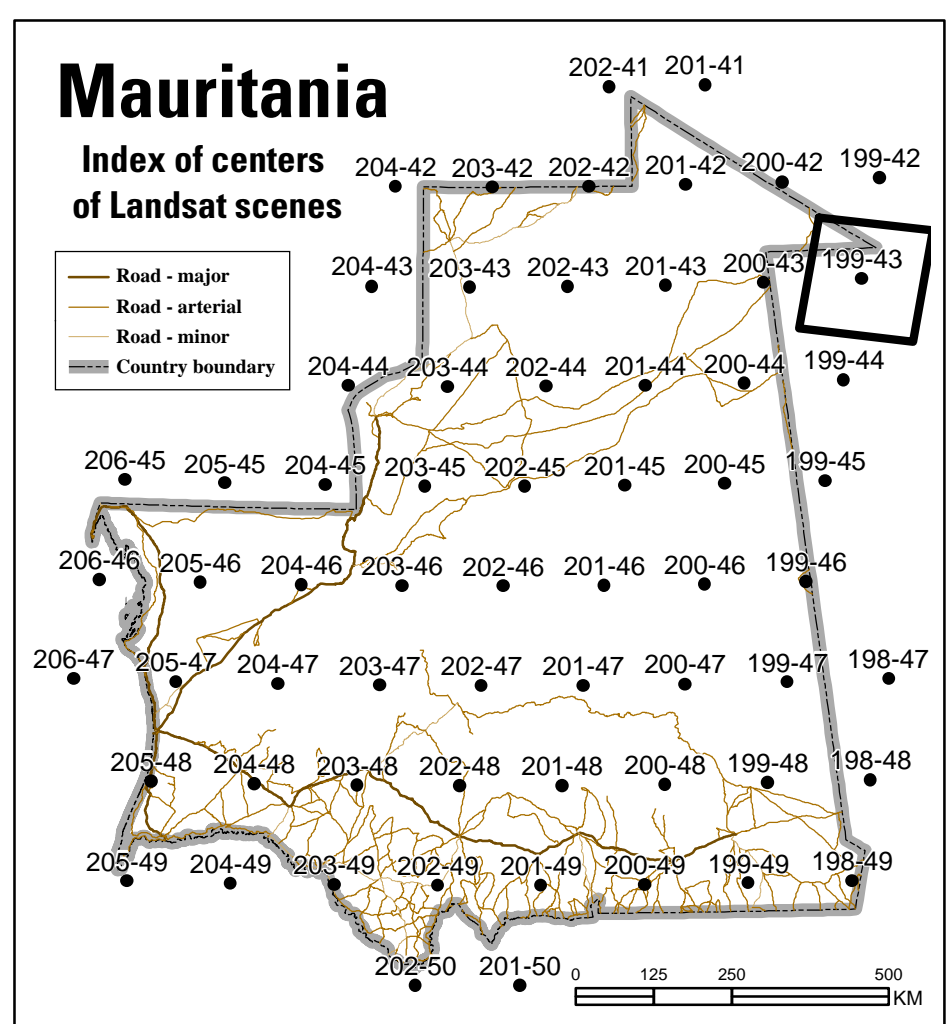 Mauritania
Index of centers
of Landsat scenes
Road - major
Road - arterial
Road - minor
Country boundary
202-41 201-41
204-42 203-42 202-42 201-42 200-42 199-42
204-43 203-43 202-43 201-43 200-43 199-43
204-44 203-44 202-44 201-44 200-44 199-44
206-45 205-45 204-45 203-45 202-45 201-45 200-45 199-45
206-46 205-46 204-46 203-46 202-46 201-46 200-46 199-46
206-47 205-47 204-47 203-47 202-47 201-47 200-47 199-47 198-47
205-48 204-48 203-48 202-48 201-48 200-48 199-48 198-48
205-49 204-49 203-49 202-49 201-49 200-49 199-49 198-49
202-50 201-50
0 125 250 500
KM